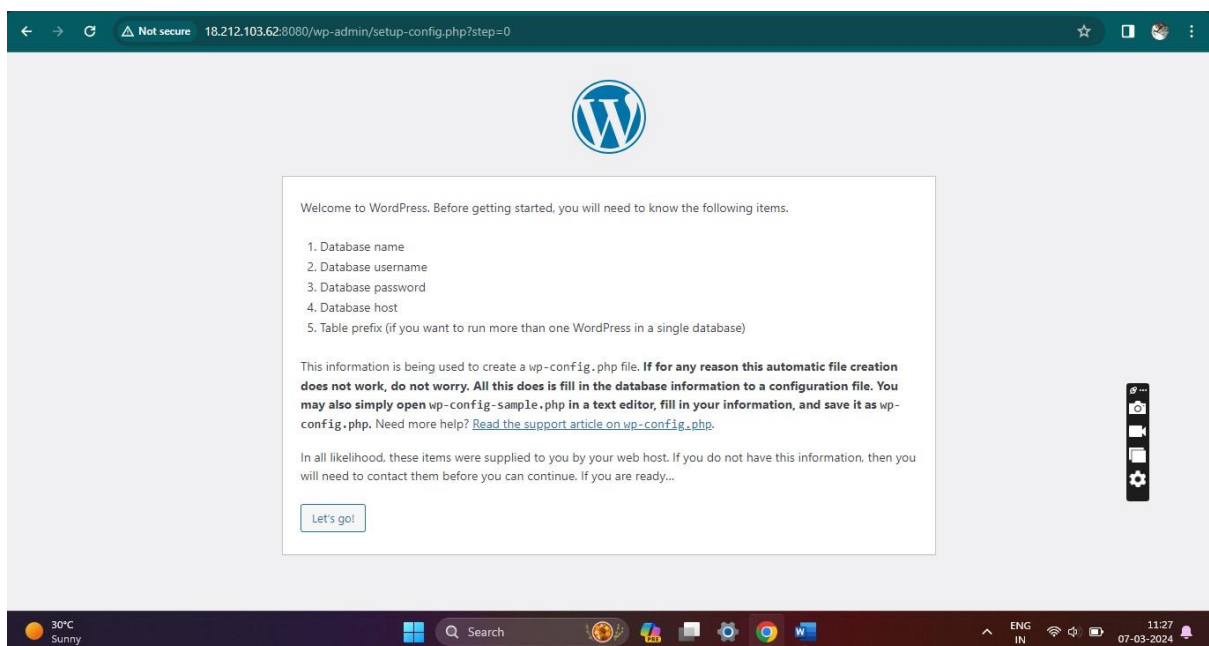 Not secure 18.212.103.62:8080/wp-admin/setup-config.php?step=0
W
Welcome to WordPress. Before getting started, you will need to know the following items.
1. Database name
2. Database username
3. Database password
4. Database host
5. Table prefix (if you want to run more than one WordPress in a single database)
This information is being used to create a wp-config.php file. If for any reason this automatic file creation
does not work, do not worry. All this does is fill in the database information to a configuration file. You
may also simply open wp-config-sample.php in a text editor, fill in your information, and save it as wp-
config.php. Need more help? Read the support article on wp-config.php.
In all likelihood, these items were supplied to you by your web host. If you do not have this information, then you
will need to contact them before you can continue. If you are ready...
Let's go!
30°C
Sunny
Search
PRE
W
ENG
IN
11:27
07-03-2024